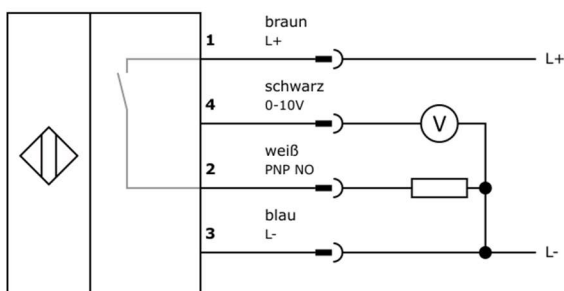 braun
1 L+
L+
schwarz
4 0-10V
V
weiß
2 PNP NO
blau
3 L-
L-